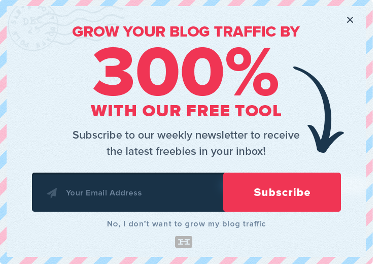 GROW YOUR BLOG TRAFFIC BY
300%
WITH OUR FREE TOOL
Subscribe to our weekly newsletter to receive
the latest freebies in your inbox!
Your Email Address
Subscribe
No, I don't want to grow my blog traffic